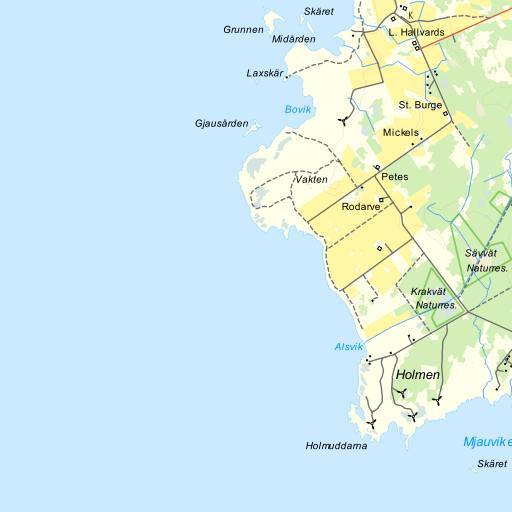 Skäret
K
Grunnen
L. Hallvards
Midården
Laxskär
St. Burge
Bovik
Gjausården
Mickels
Petes
Vakten
Rodarve
Sävvät
Naturres.
Krakvät
Naturres.
Alsvik
Holmen
Mjauvike
Holmuddarna
Skäret